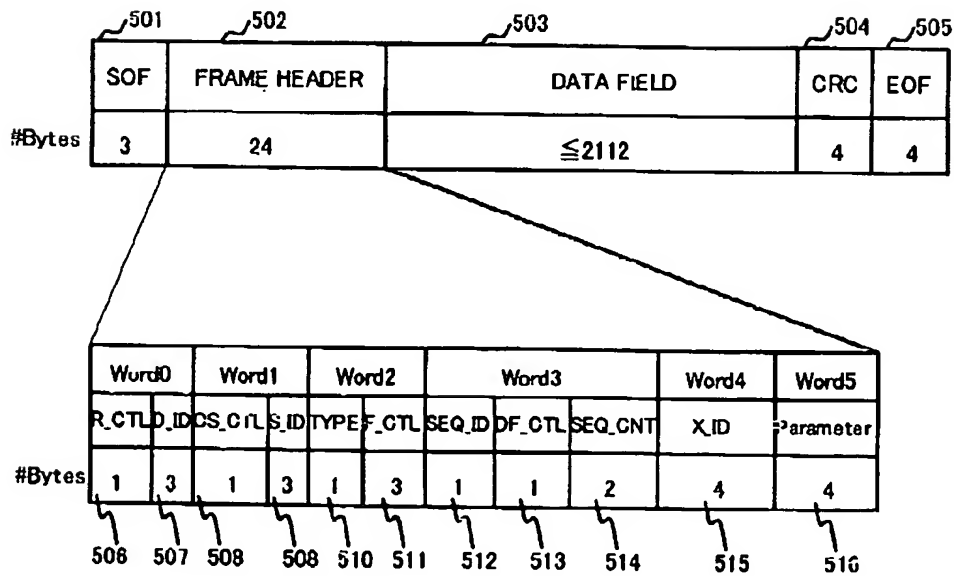 501 502 503 504 505
SOF FRAME HEADER DATA FIELD CRC EOF
#Bytes 3 24 ≦2112 4 4
Word0 Word1 Word2 Word3 Word4 Word5
R_CTL D_ID CS_CTL S_ID TYPE F_CTL SEQ_ID DF_CTL SEQ_CNT X_ID Parameter
#Bytes 1 3 1 3 1 3 1 1 2 4 4
506 507 508 508 510 511 512 513 514 515 516